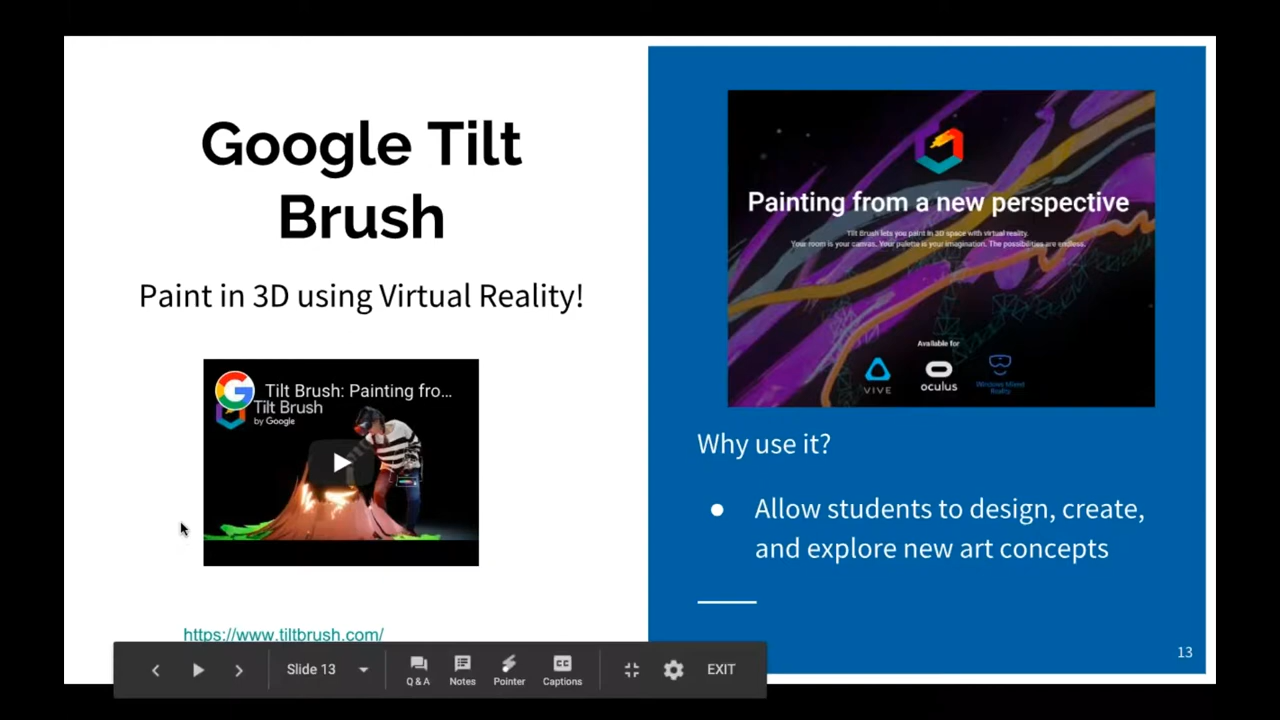 Google Tilt
Brush
Paint in 3D using Virtual Reality!
Tilt Brush: Painting fro...
Tilt Brush
by Google
https://www.tiltbrush.com/
Painting from a new perspective
Tilt Brush lets you paint in 3D space with virtual reality.
Your room is your canvas. Your palette is your imagination. The possibilities are endless.
Available for
VIVE
oculus
Windows Mixed
Reality
Why use it?
● Allow students to design, create,
and explore new art concepts
13
Slide 13
Q & A
Notes
Pointer
CC
Captions
EXIT